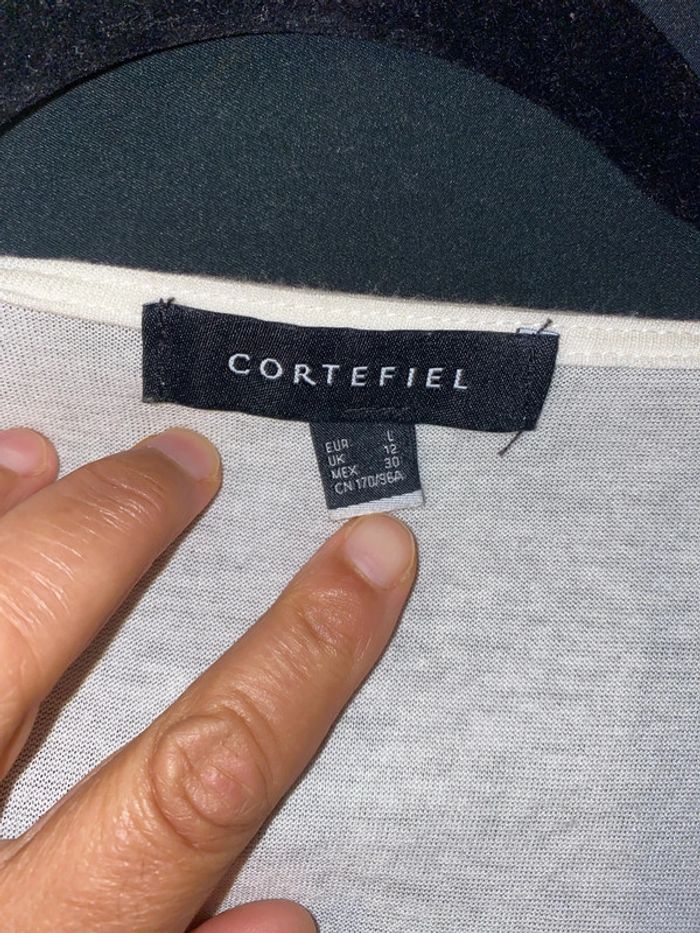 CORTEFIEL
EUR L
UK 12
MEX 30
CN 170/96A